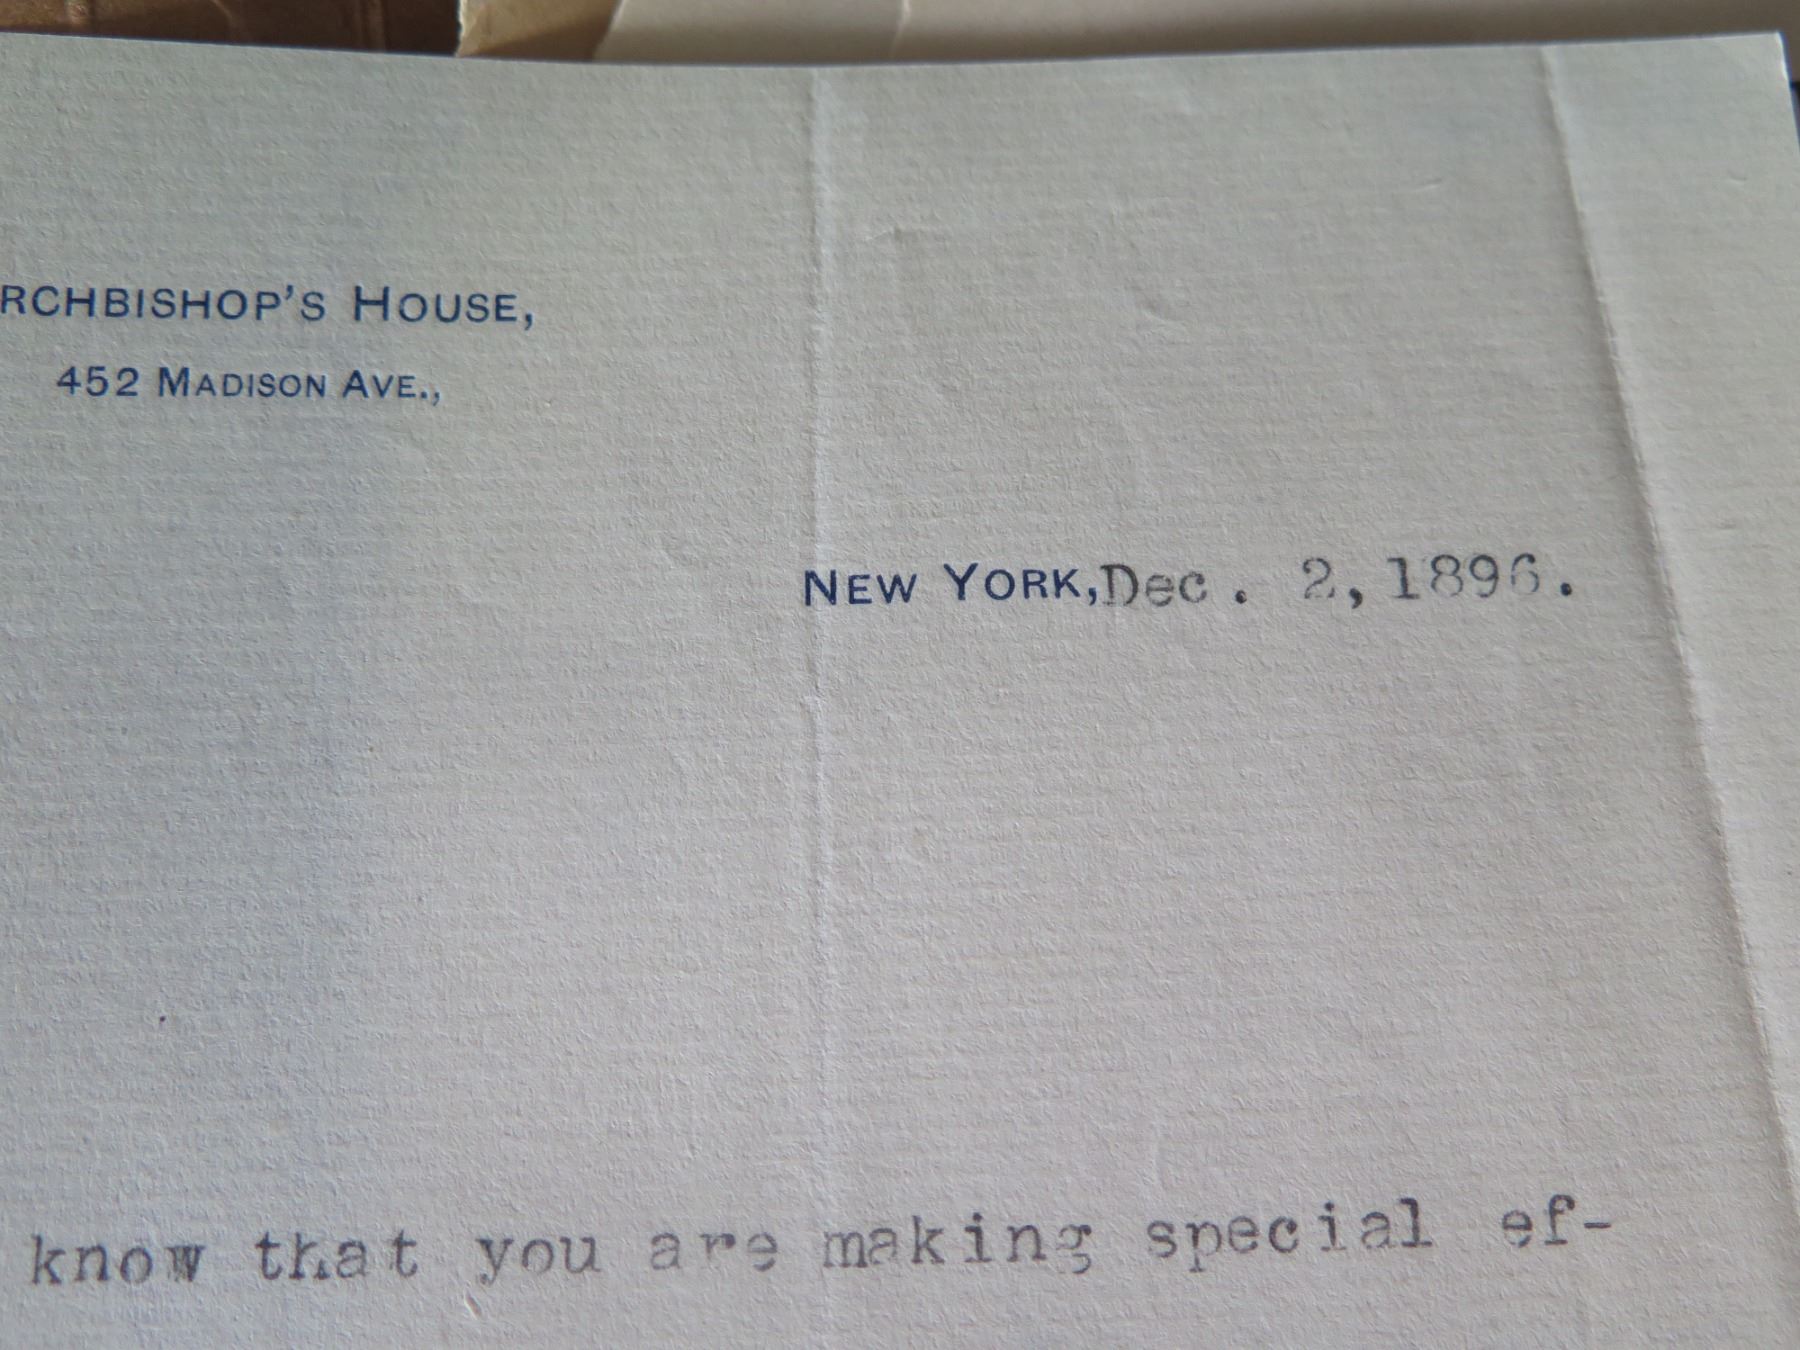 RCHBISHOP'S HOUSE,
452 MADISON AVE.,
NEW YORK, Dec. 2, 1896.
know that you are making special ef-